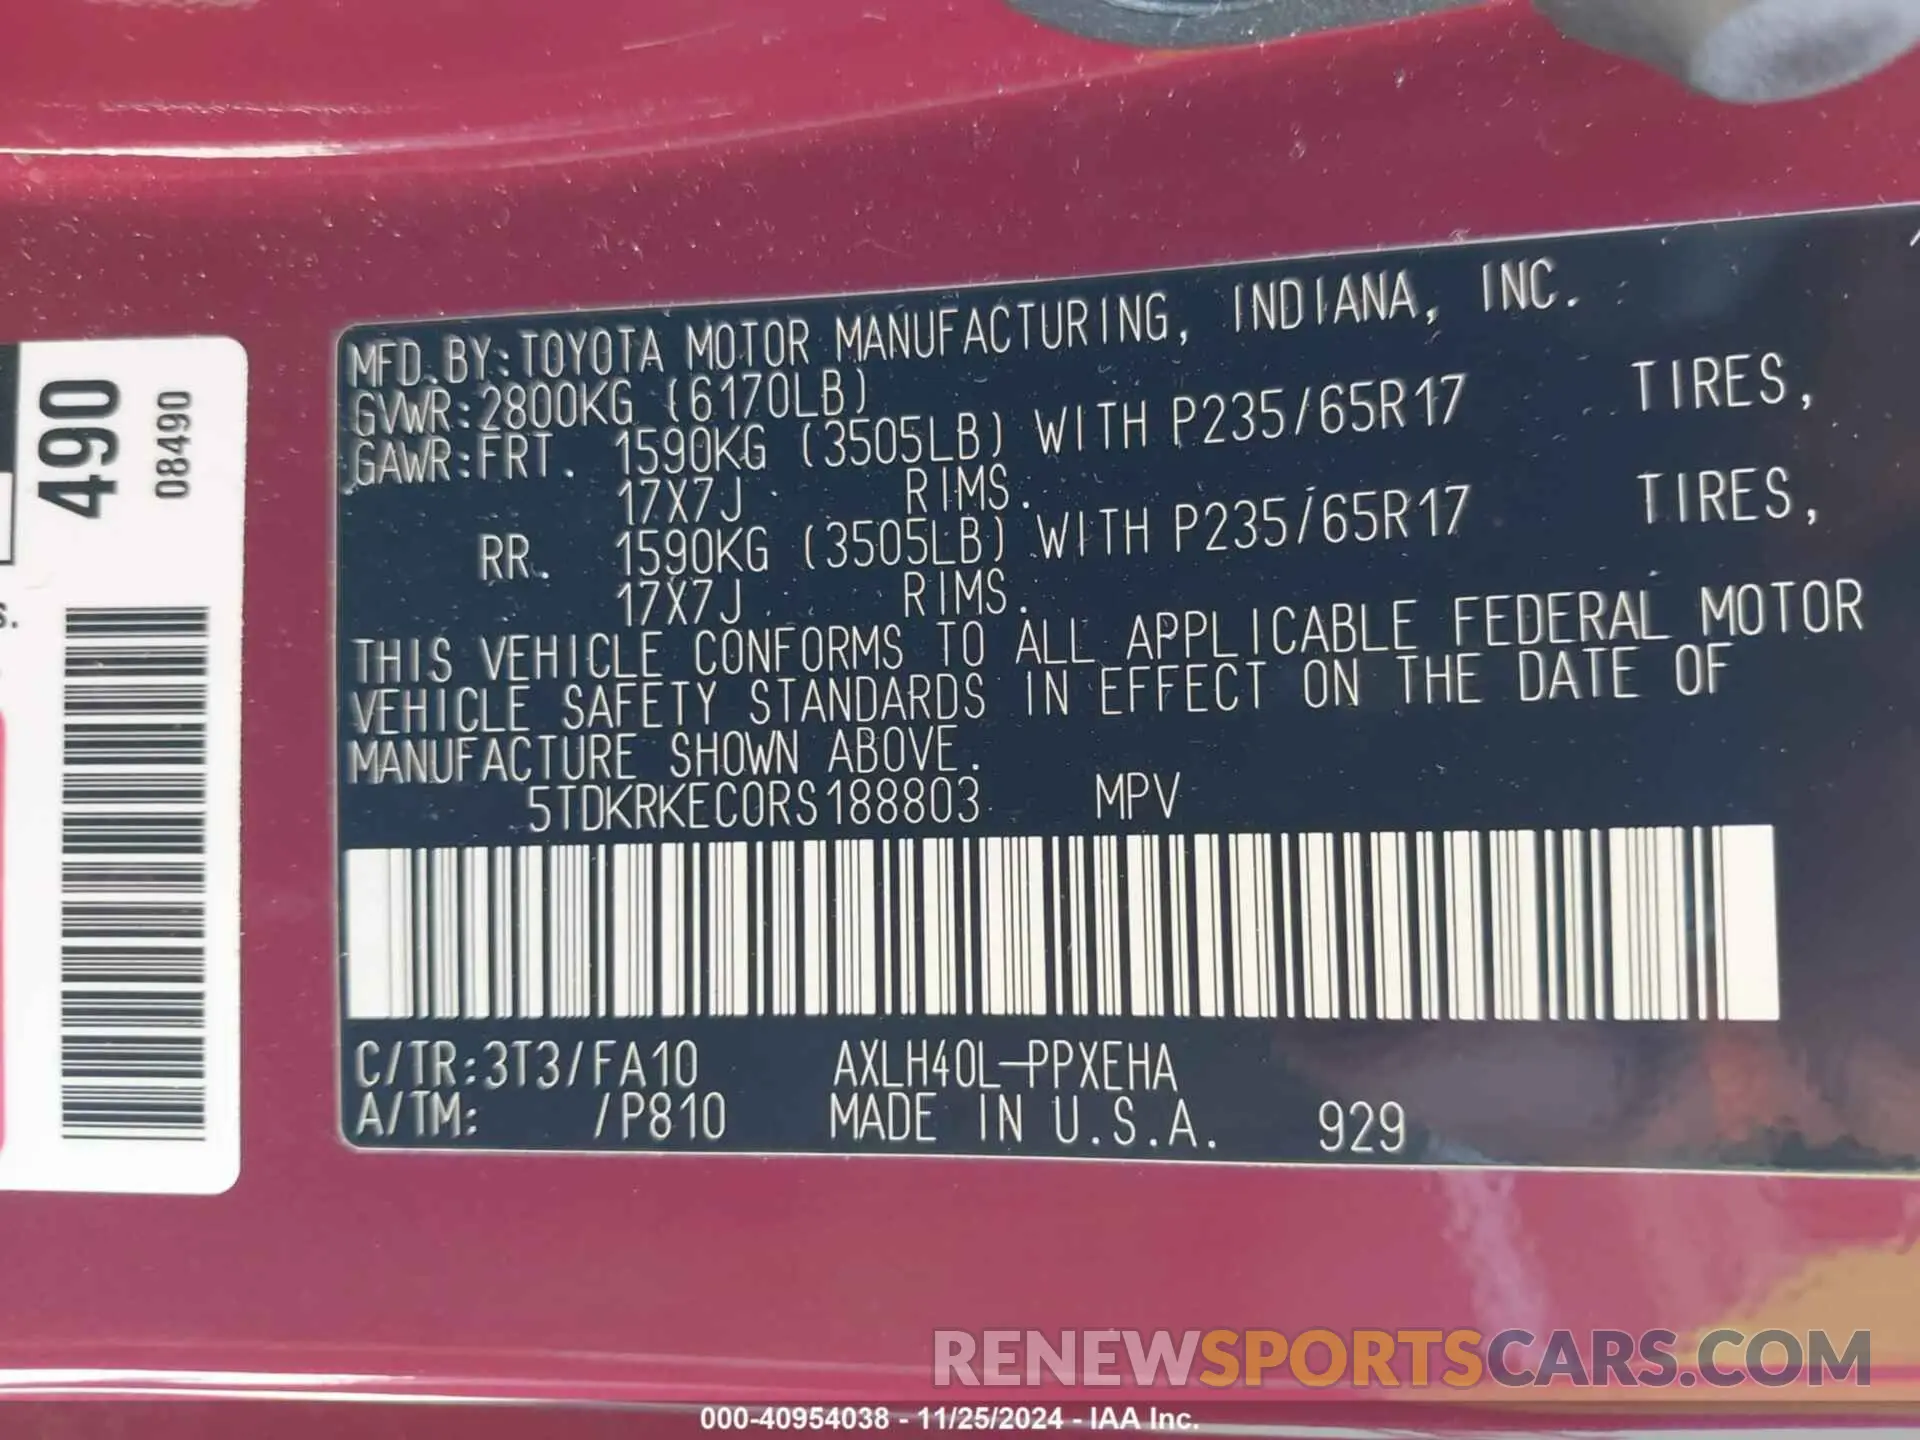 MFD. BY: TOYOTA MOTOR MANUFACTURING, INDIANA, INC.
GVWR: 2800KG (6170LB)
GAWR: FRT. 1590KG (3505LB) WITH P235/65R17 TIRES,
17X7J RIMS.
RR. 1590KG (3505LB) WITH P235/65R17 TIRES,
17X7J RIMS.
THIS VEHICLE CONFORMS TO ALL APPLICABLE FEDERAL MOTOR
VEHICLE SAFETY STANDARDS IN EFFECT ON THE DATE OF
MANUFACTURE SHOWN ABOVE.
5TDKRKEC0RS188803 MPV
C/TR: 3T3/FA10 AXLH40L-PPXEHA
A/TM: /P810 MADE IN U.S.A. 929
490
08490
RENEWSPORTSCARS.COM
000-40954038 - 11/25/2024 - IAA Inc.